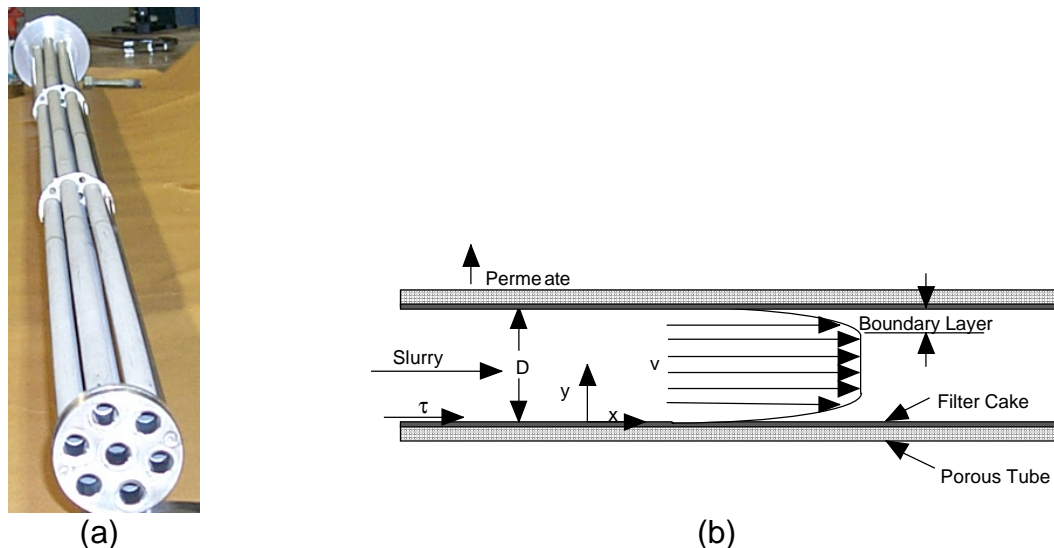 Permeate
Boundary Layer
Slurry
D
v
y
τ
x
Filter Cake
Porous Tube
(a)
(b)